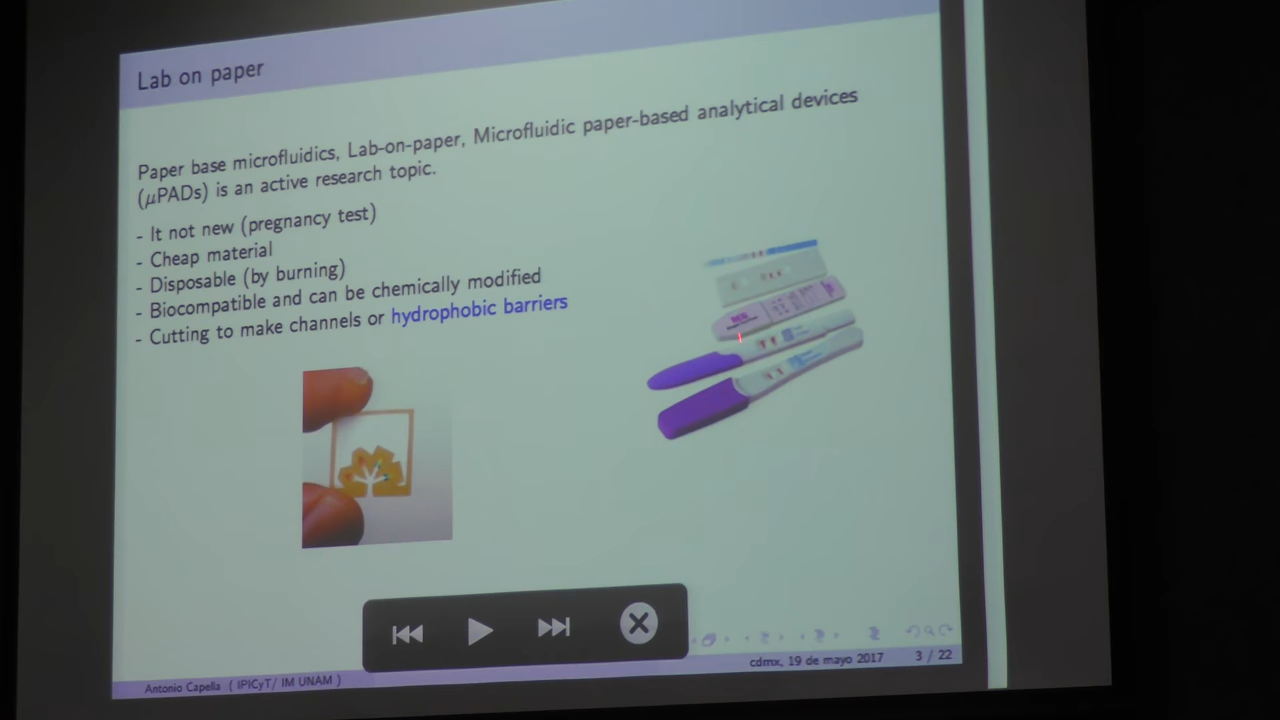 Lab on paper
Paper base microfluidics, Lab-on-paper, Microfluidic paper-based analytical devices
(μPADs) is an active research topic.
- It not new (pregnancy test)
- Cheap material
- Disposable (by burning)
- Biocompatible and can be chemically modified
- Cutting to make channels or hydrophobic barriers
Antonio Capella ( IPICyT/ IM UNAM )
cdmx, 19 de mayo 2017
3 / 22